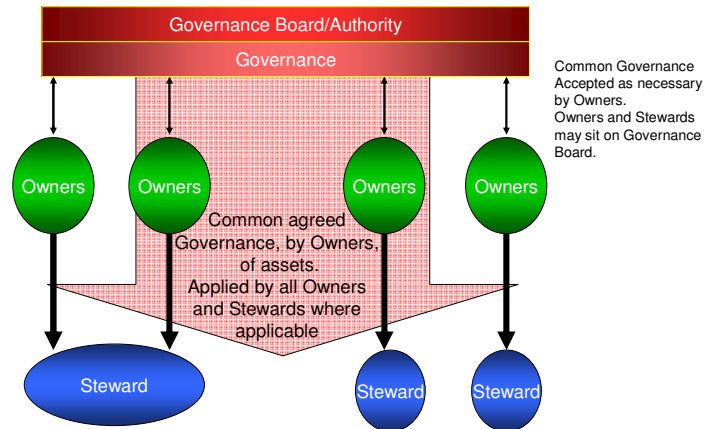 Governance Board/Authority
Governance
Common Governance
Accepted as necessary
by Owners.
Owners and Stewards
may sit on Governance
Board.
Owners
Owners
Owners
Owners
Common agreed
Governance, by Owners,
of assets.
Applied by all Owners
and Stewards where
applicable
Steward
Steward
Steward